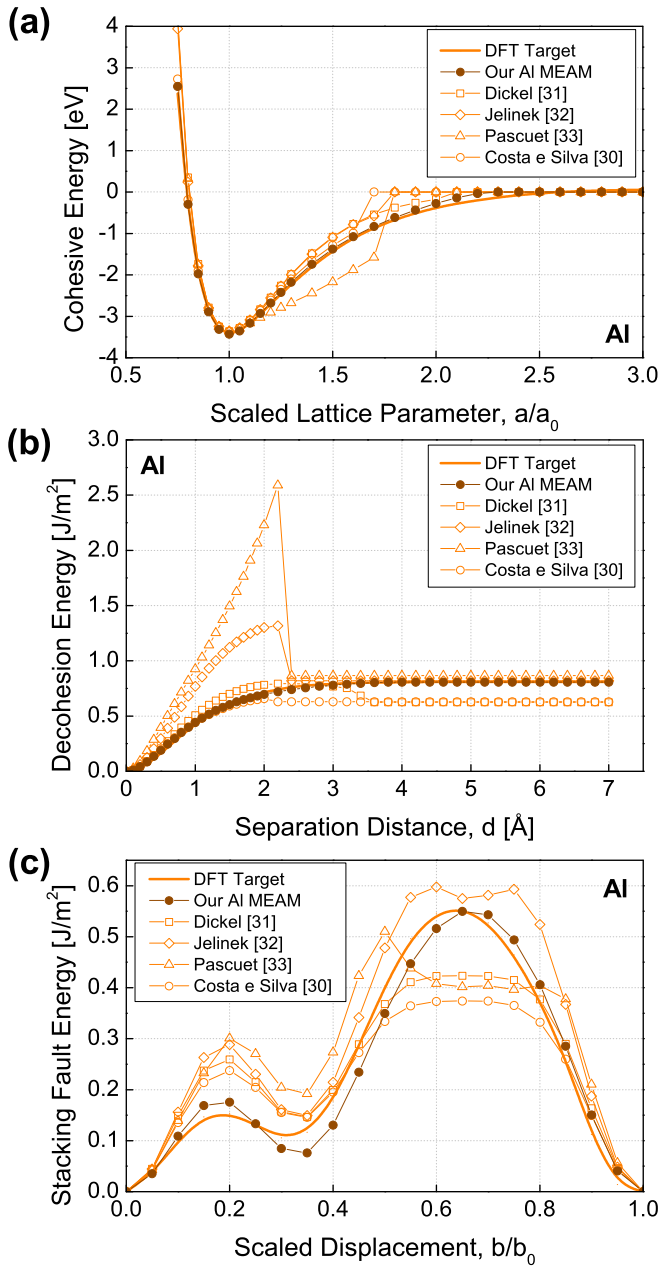 (a)
4
3
2
1
0
-1
-2
-3
-4
Cohesive Energy [eV]
DFT Target
Our Al MEAM
Dickel [31]
Jelinek [32]
Pascuet [33]
Costa e Silva [30]
Al
0.5 1.0 1.5 2.0 2.5 3.0
Scaled Lattice Parameter, a/a₀
(b)
3.0
2.5
2.0
1.5
1.0
0.5
0.0
Decohesion Energy [J/m²]
Al
DFT Target
Our Al MEAM
Dickel [31]
Jelinek [32]
Pascuet [33]
Costa e Silva [30]
0 1 2 3 4 5 6 7
Separation Distance, d [Å]
(c)
0.6
0.5
0.4
0.3
0.2
0.1
0.0
Stacking Fault Energy [J/m²]
DFT Target
Our Al MEAM
Dickel [31]
Jelinek [32]
Pascuet [33]
Costa e Silva [30]
Al
0.0 0.2 0.4 0.6 0.8 1.0
Scaled Displacement, b/b₀